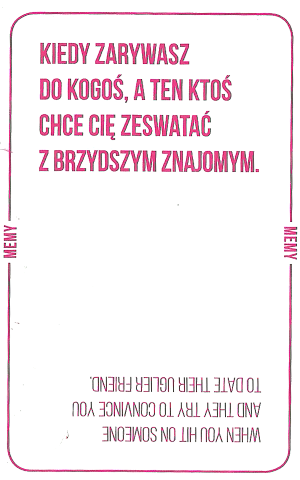 KIEDY ZARYWASZ
DO KOGOŚ, A TEN KTOŚ
CHCE CIĘ ZESWATAĆ
Z BRZYDSZYM ZNAJOMYM.
MEMY
MEMY
WHEN YOU HIT ON SOMEONE
AND THEY TRY TO CONVINCE YOU
TO DATE THEIR UGLIER FRIEND.